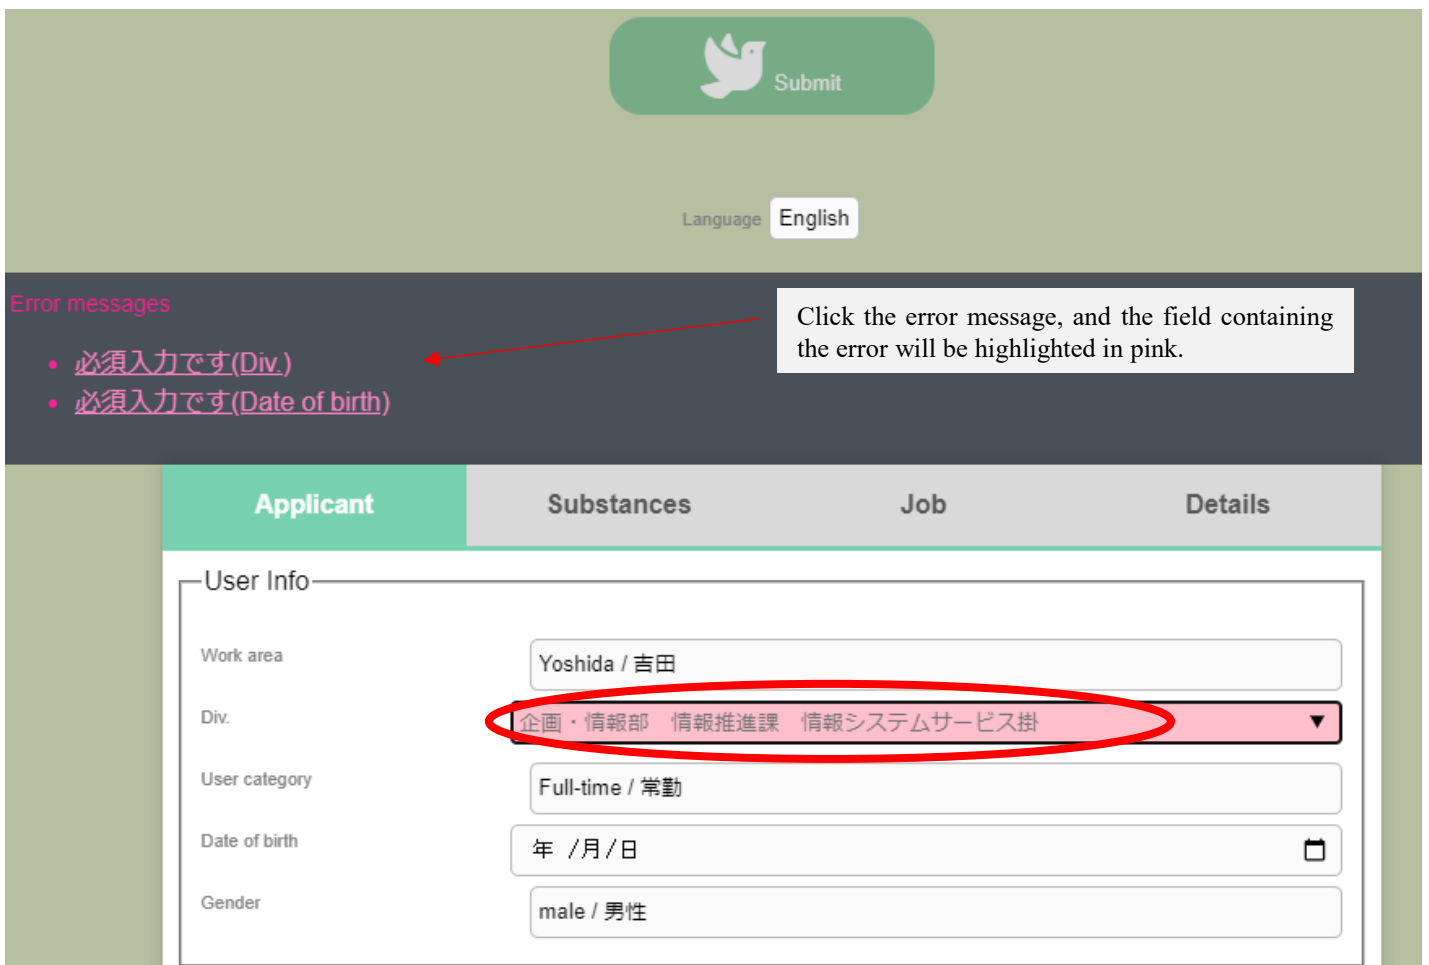 Submit
Language English
Error messages
Click the error message, and the field containing
the error will be highlighted in pink.
必須入力です(Div.)
必須入力です(Date of birth)
Applicant Substances Job Details
User Info
Work area Yoshida / 吉田
Div. 企画・情報部　情報推進課　情報システムサービス掛
User category Full-time / 常勤
Date of birth 年 /月/日
Gender male / 男性